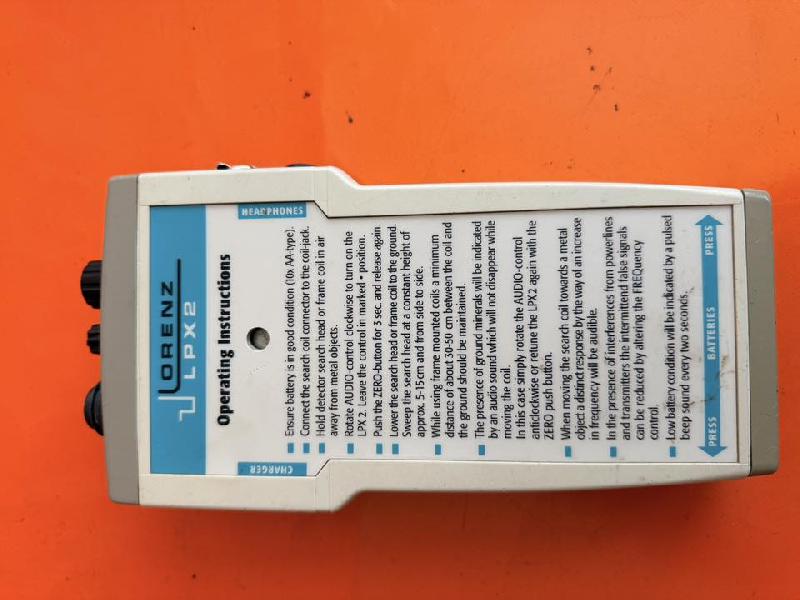 LORENZ
LPX2
CHARGER
HEADPHONES
Operating Instructions
Ensure battery is in good condition (10x AA-type).
Connect the search coil connector to the coil-jack.
Hold detector search head or frame coil in air
away from metal objects.
Rotate AUDIO-control clockwise to turn on the
LPX 2. Leave the control in marked • position.
Push the ZERO-button for 3 sec. and release again.
Lower the search head or frame coil to the ground.
Sweep the search head at a constant height of
approx. 5-15cm and from side to side.
While using frame mounted coils a minimum
distance of about 30-50 cm between the coil and
the ground should be maintained.
The presence of ground minerals will be indicated
by an audio sound which will not disappear while
moving the coil.
In this case simply rotate the AUDIO-control
anticlockwise or retune the LPX2 again with the
ZERO push button.
When moving the search coil towards a metal
object a distinct response by the way of an increase
in frequency will be audible.
In the presence of interferences from powerlines
and transmitters the intermittend false signals
can be reduced by altering the FREQuency
control.
Low battery condition will be indicated by a pulsed
beep sound every two seconds.
PRESS BATTERIES PRESS